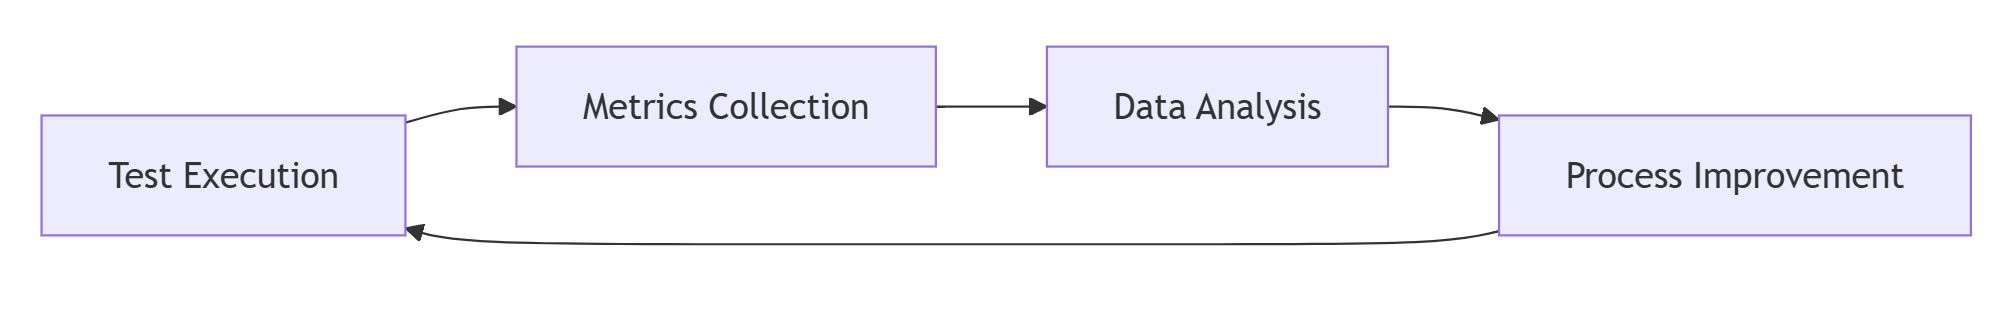 Test Execution
Metrics Collection
Data Analysis
Process Improvement